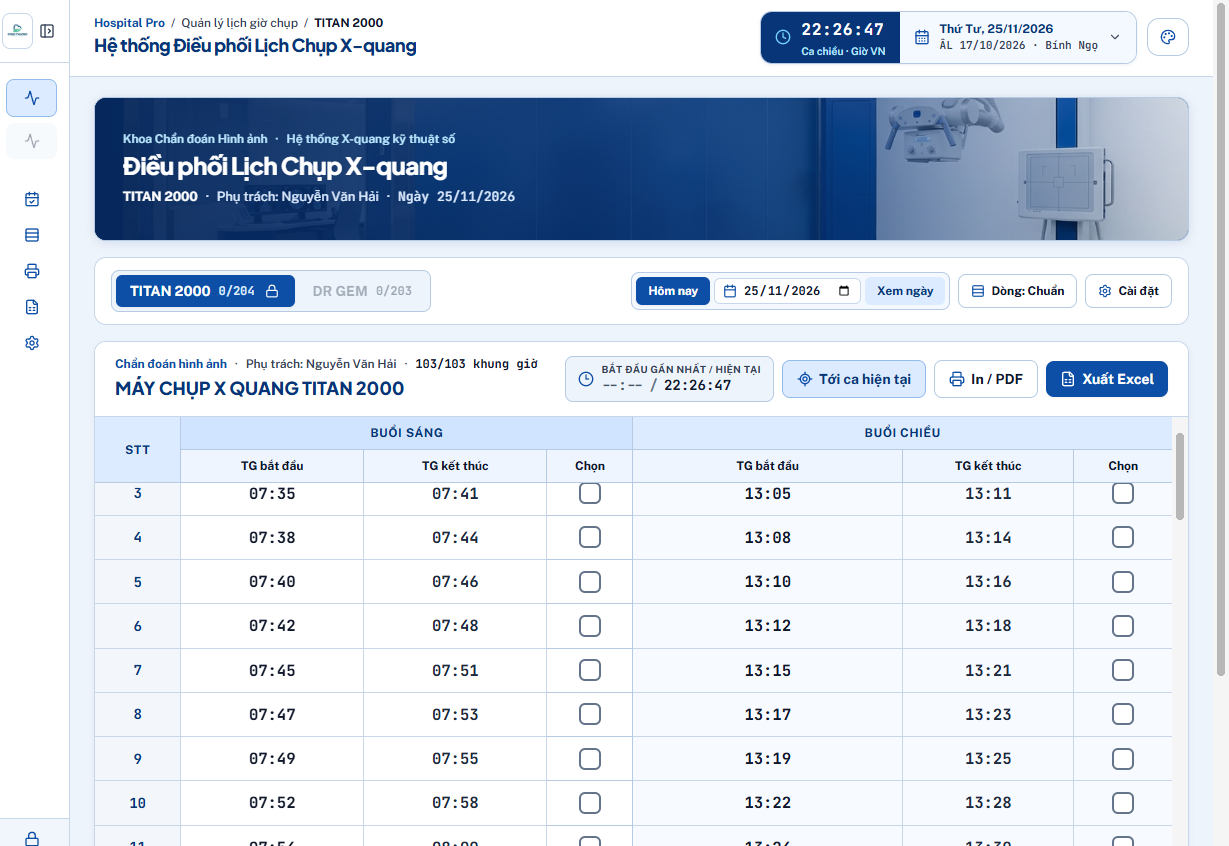 Hospital Pro / Quản lý lịch giờ chụp / TITAN 2000
Hệ thống Điều phối Lịch Chụp X-quang
22:26:47
Ca chiều · Giờ VN
Thứ Tư, 25/11/2026
ÂL 17/10/2026 · Bính Ngọ
Khoa Chẩn đoán Hình ảnh · Hệ thống X-quang kỹ thuật số
Điều phối Lịch Chụp X-quang
TITAN 2000 · Phụ trách: Nguyễn Văn Hải · Ngày 25/11/2026
TITAN 2000 0/204
DR GEM 0/203
Hôm nay
25/11/2026
Xem ngày
Dòng: Chuẩn
Cài đặt
Chẩn đoán hình ảnh · Phụ trách: Nguyễn Văn Hải · 103/103 khung giờ
MÁY CHỤP X QUANG TITAN 2000
BẮT ĐẦU GẦN NHẤT / HIỆN TẠI
--:-- / 22:26:47
Tới ca hiện tại
In / PDF
Xuất Excel
STT BUỔI SÁNG BUỔI CHIỀU
TG bắt đầu TG kết thúc Chọn TG bắt đầu TG kết thúc Chọn
3 07:35 07:41 13:05 13:11
4 07:38 07:44 13:08 13:14
5 07:40 07:46 13:10 13:16
6 07:42 07:48 13:12 13:18
7 07:45 07:51 13:15 13:21
8 07:47 07:53 13:17 13:23
9 07:49 07:55 13:19 13:25
10 07:52 07:58 13:22 13:28